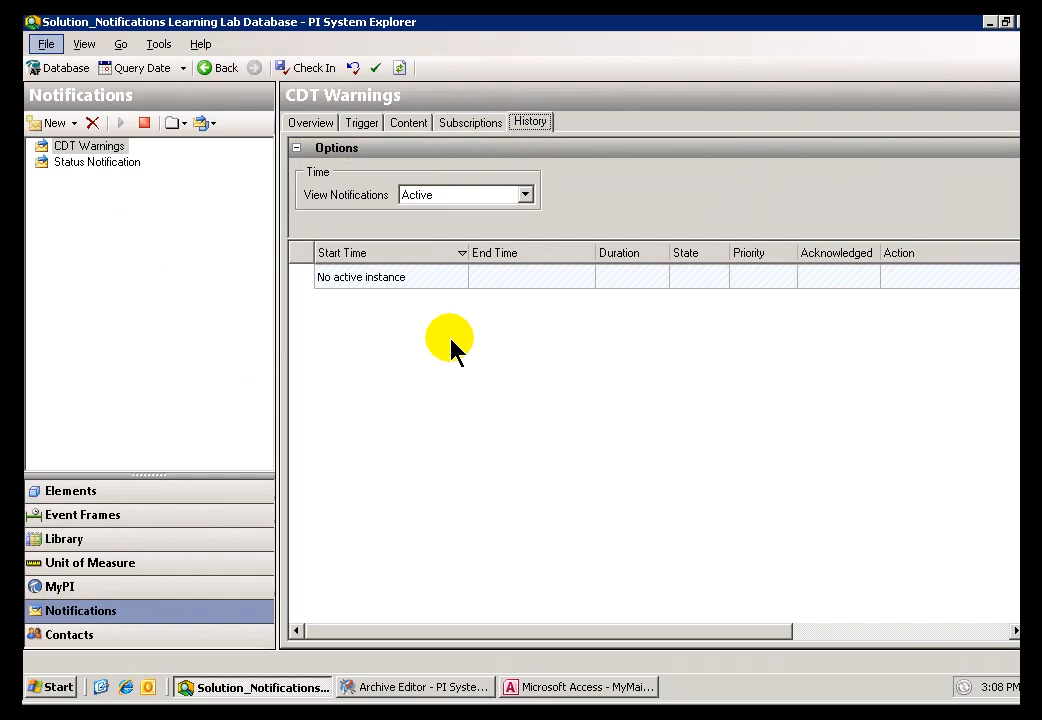 Solution_Notifications Learning Lab Database - PI System Explorer
File View Go Tools Help
Database Query Date Back Check In
Notifications
New
CDT Warnings
Status Notification
Elements
Event Frames
Library
Unit of Measure
MyPI
Notifications
Contacts
CDT Warnings
Overview Trigger Content Subscriptions History
Options
Time
View Notifications Active
Start Time End Time Duration State Priority Acknowledged Action
No active instance
Start Solution_Notifications... Archive Editor - PI Syste... Microsoft Access - MyMai... 3:08 PM